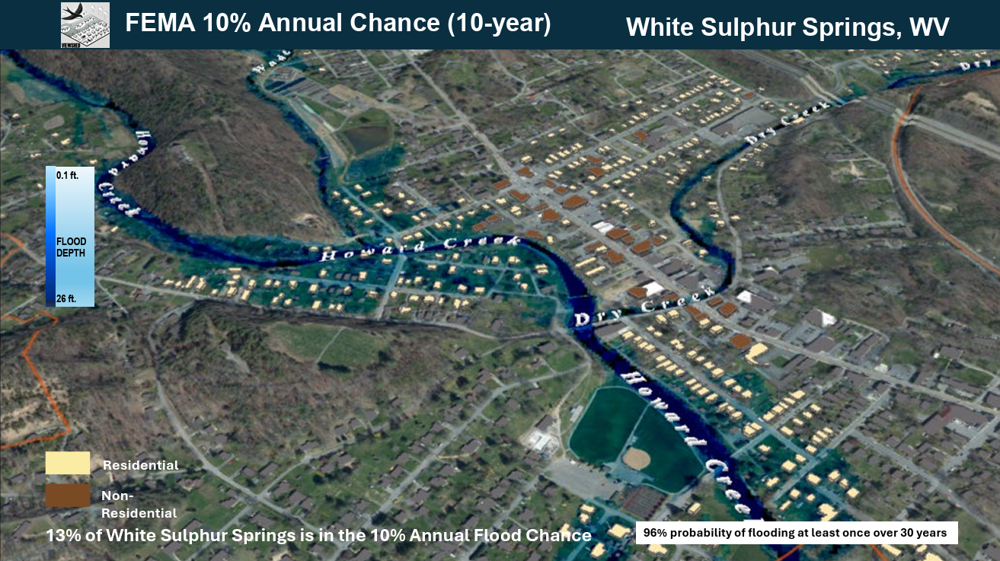 FEMA 10% Annual Chance (10-year)
White Sulphur Springs, WV
VIEWSHED
Dry
Dry Creek
Howard
Creek
0.1 ft.
FLOOD
DEPTH
26 ft.
Howard Creek
Dry Creek
Howard Creek
Residential
Non-
Residential
13% of White Sulphur Springs is in the 10% Annual Flood Chance
96% probability of flooding at least once over 30 years